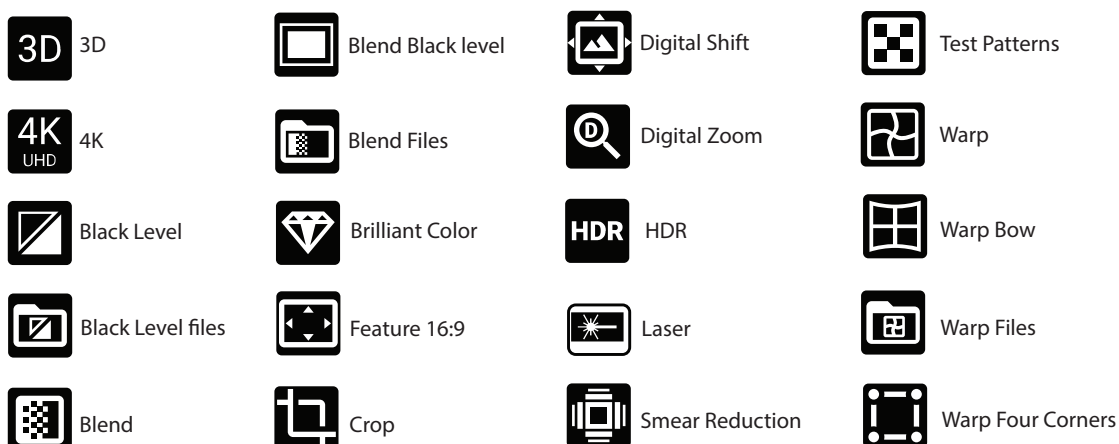 3D 3D
4K UHD 4K
Black Level
Black Level files
Blend
Blend Black level
Blend Files
Brilliant Color
Feature 16:9
Crop
Digital Shift
D Digital Zoom
HDR HDR
Laser
Smear Reduction
Test Patterns
Warp
Warp Bow
Warp Files
Warp Four Corners